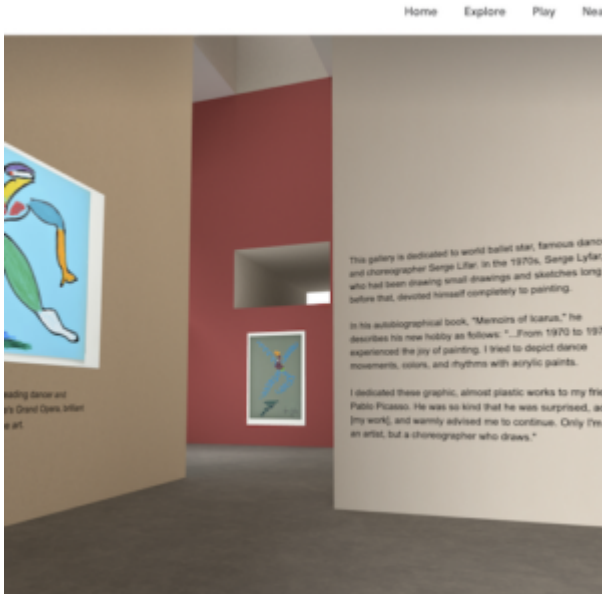 Home Explore Play
This gallery is dedicated to world ballet star, famous
and choreographer Serge Lifar. In the 1970s, Serge Lyfar,
who had been drawing small drawings and sketches long
before that, devoted himself completely to painting.
In his autobiographical book, "Memoirs of Icarus," he
describes his new hobby as follows: "...From 1970 to
experienced the joy of painting. I tried to depict dance
movements, colors, and rhythms with acrylic paints.
I dedicated these graphic, almost plastic works to my
Pablo Picasso. He was so kind that he was surprised,
[my work], and warmly advised me to continue. Only I'm
an artist, but a choreographer who draws."
leading dancer and
Grand Opera, brilliant
art.